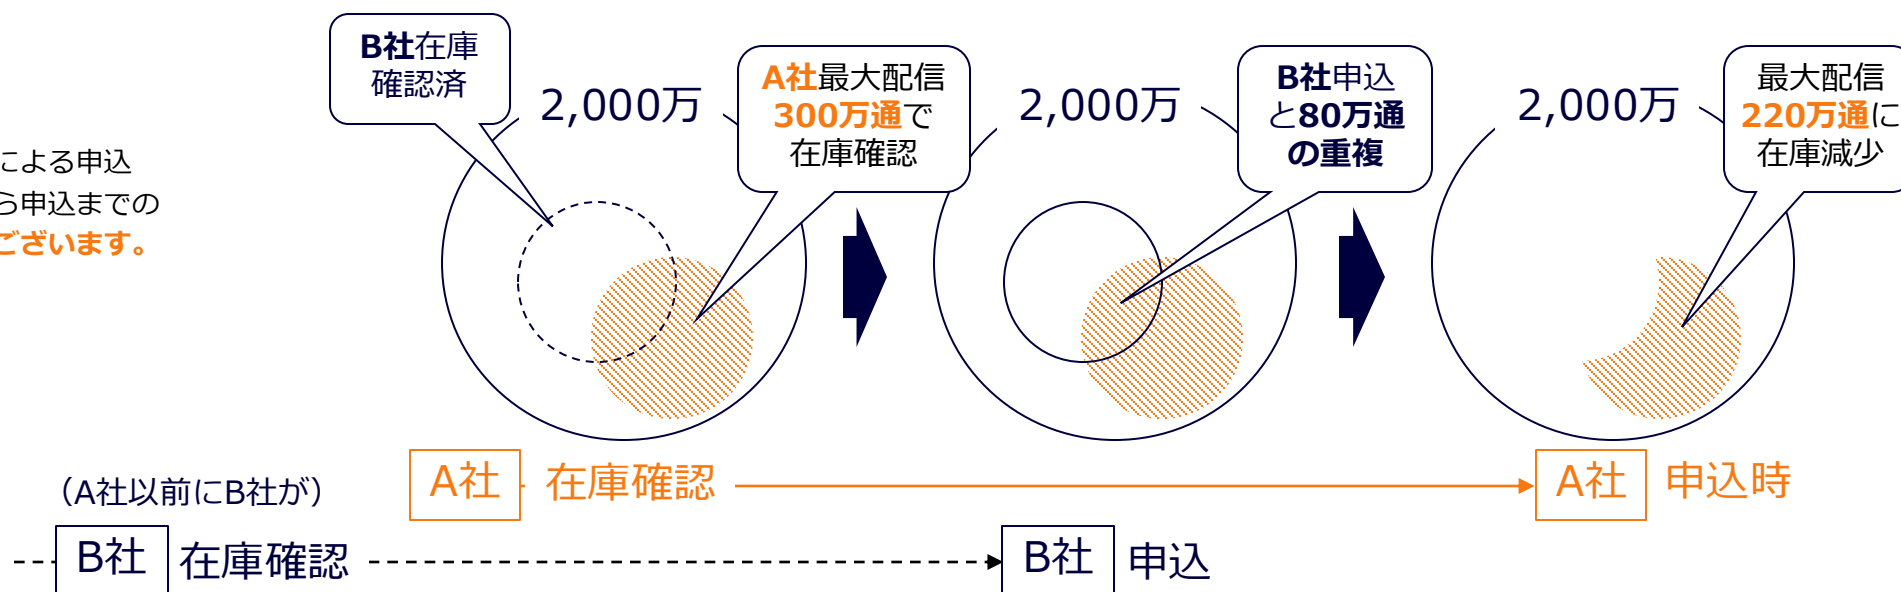 B社在庫
確認済
2,000万
A社最大配信
300万通で
在庫確認
2,000万
B社申込
と80万通
の重複
2,000万
最大配信
220万通に
在庫減少
による申込
ら申込までの
ございます。
A社 在庫確認
A社 申込時
（A社以前にB社が）
B社 在庫確認
B社 申込